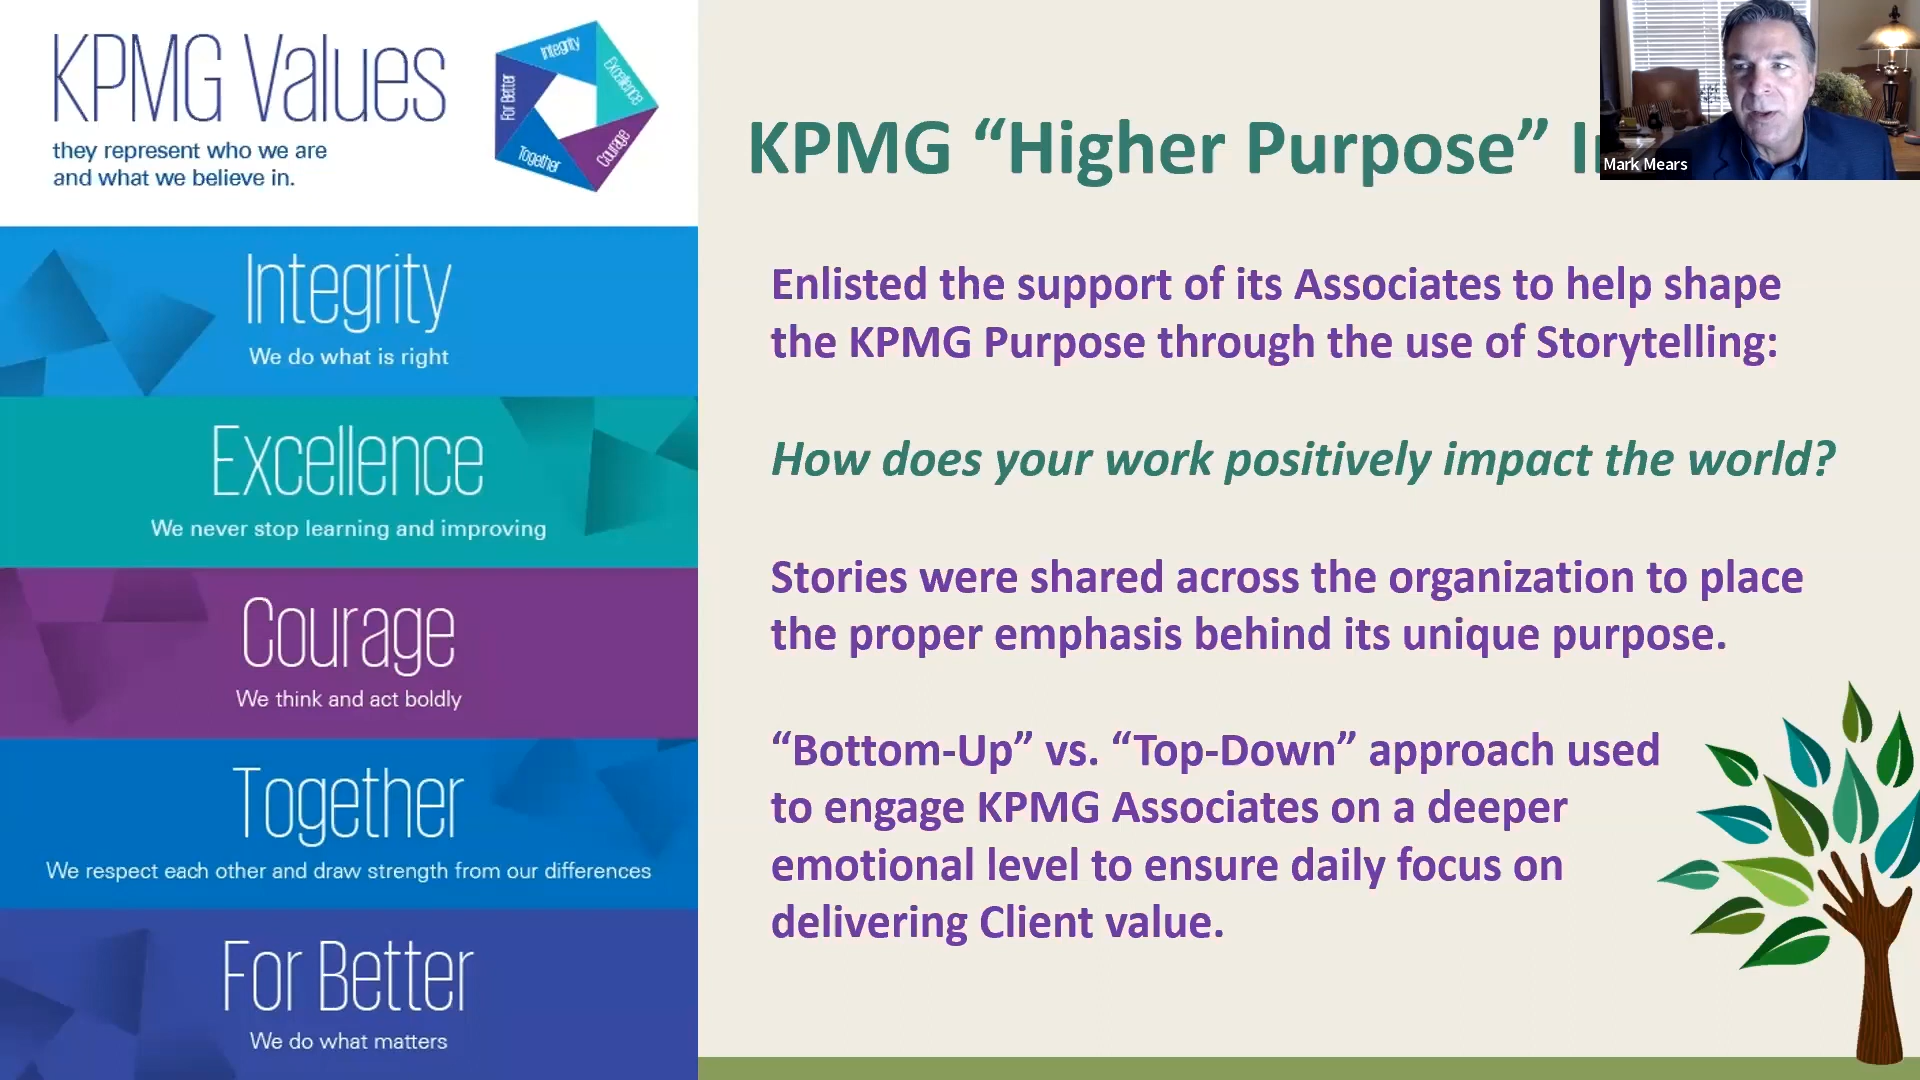 KPMG Values
they represent who we are
and what we believe in.
Integrity
Excellence
Courage
Together
For Better
Integrity
We do what is right
Excellence
We never stop learning and improving
Courage
We think and act boldly
Together
We respect each other and draw strength from our differences
For Better
We do what matters
KPMG “Higher Purpose”
Mark Mears
Enlisted the support of its Associates to help shape
the KPMG Purpose through the use of Storytelling:
How does your work positively impact the world?
Stories were shared across the organization to place
the proper emphasis behind its unique purpose.
“Bottom-Up” vs. “Top-Down” approach used
to engage KPMG Associates on a deeper
emotional level to ensure daily focus on
delivering Client value.